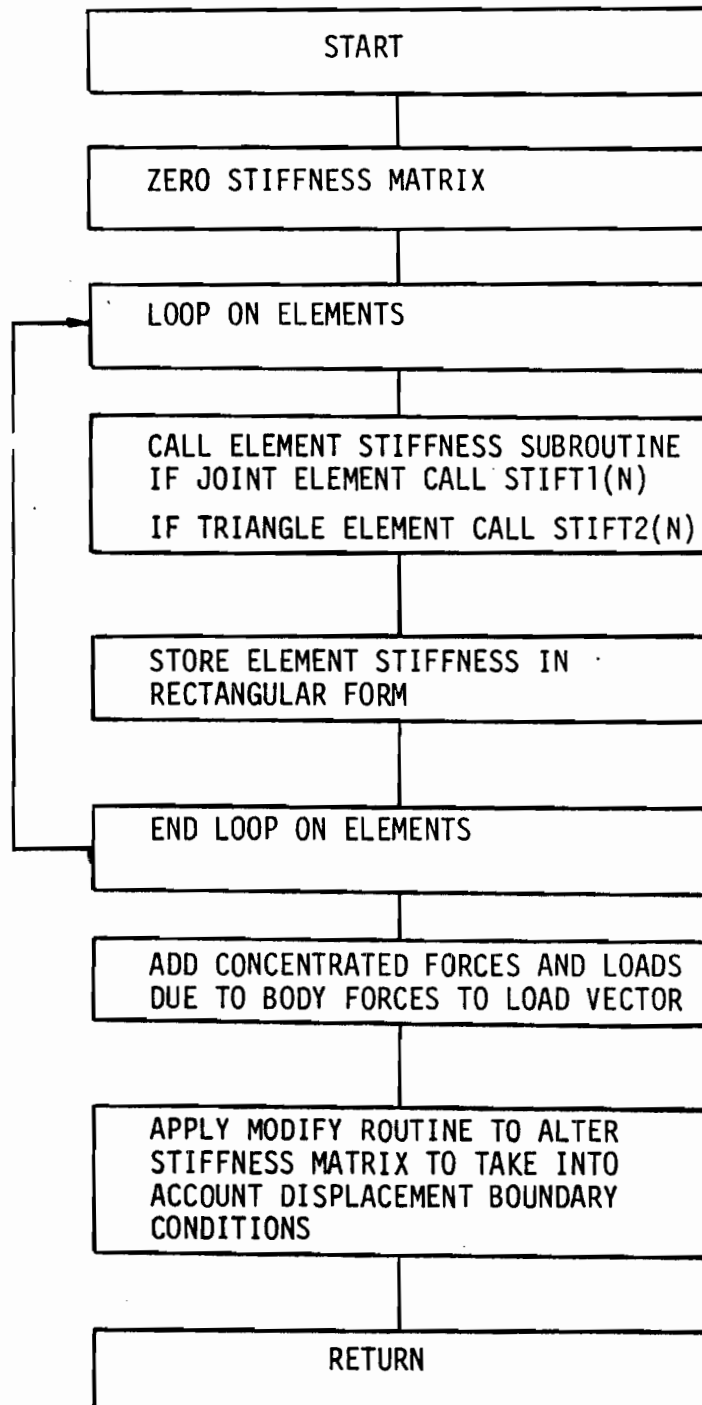 START
ZERO STIFFNESS MATRIX
LOOP ON ELEMENTS
CALL ELEMENT STIFFNESS SUBROUTINE
IF JOINT ELEMENT CALL STIFT1(N)
IF TRIANGLE ELEMENT CALL STIFT2(N)
STORE ELEMENT STIFFNESS IN
RECTANGULAR FORM
END LOOP ON ELEMENTS
ADD CONCENTRATED FORCES AND LOADS
DUE TO BODY FORCES TO LOAD VECTOR
APPLY MODIFY ROUTINE TO ALTER
STIFFNESS MATRIX TO TAKE INTO
ACCOUNT DISPLACEMENT BOUNDARY
CONDITIONS
RETURN